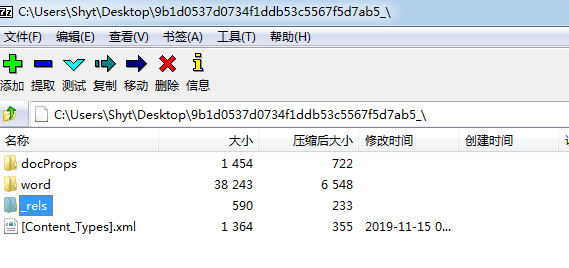 C:\Users\Shyt\Desktop\9b1d0537d0734f1ddb53c5567f5d7ab5_\
文件(F) 编辑(E) 查看(V) 书签(A) 工具(T) 帮助(H)
添加 提取 测试 复制 移动 删除 信息
C:\Users\Shyt\Desktop\9b1d0537d0734f1ddb53c5567f5d7ab5_\
名称 大小 压缩后大小 修改时间 创建时间
docProps 1 454 722
word 38 243 6 548
_rels 590 233
[Content_Types].xml 1 364 355 2019-11-15 0...